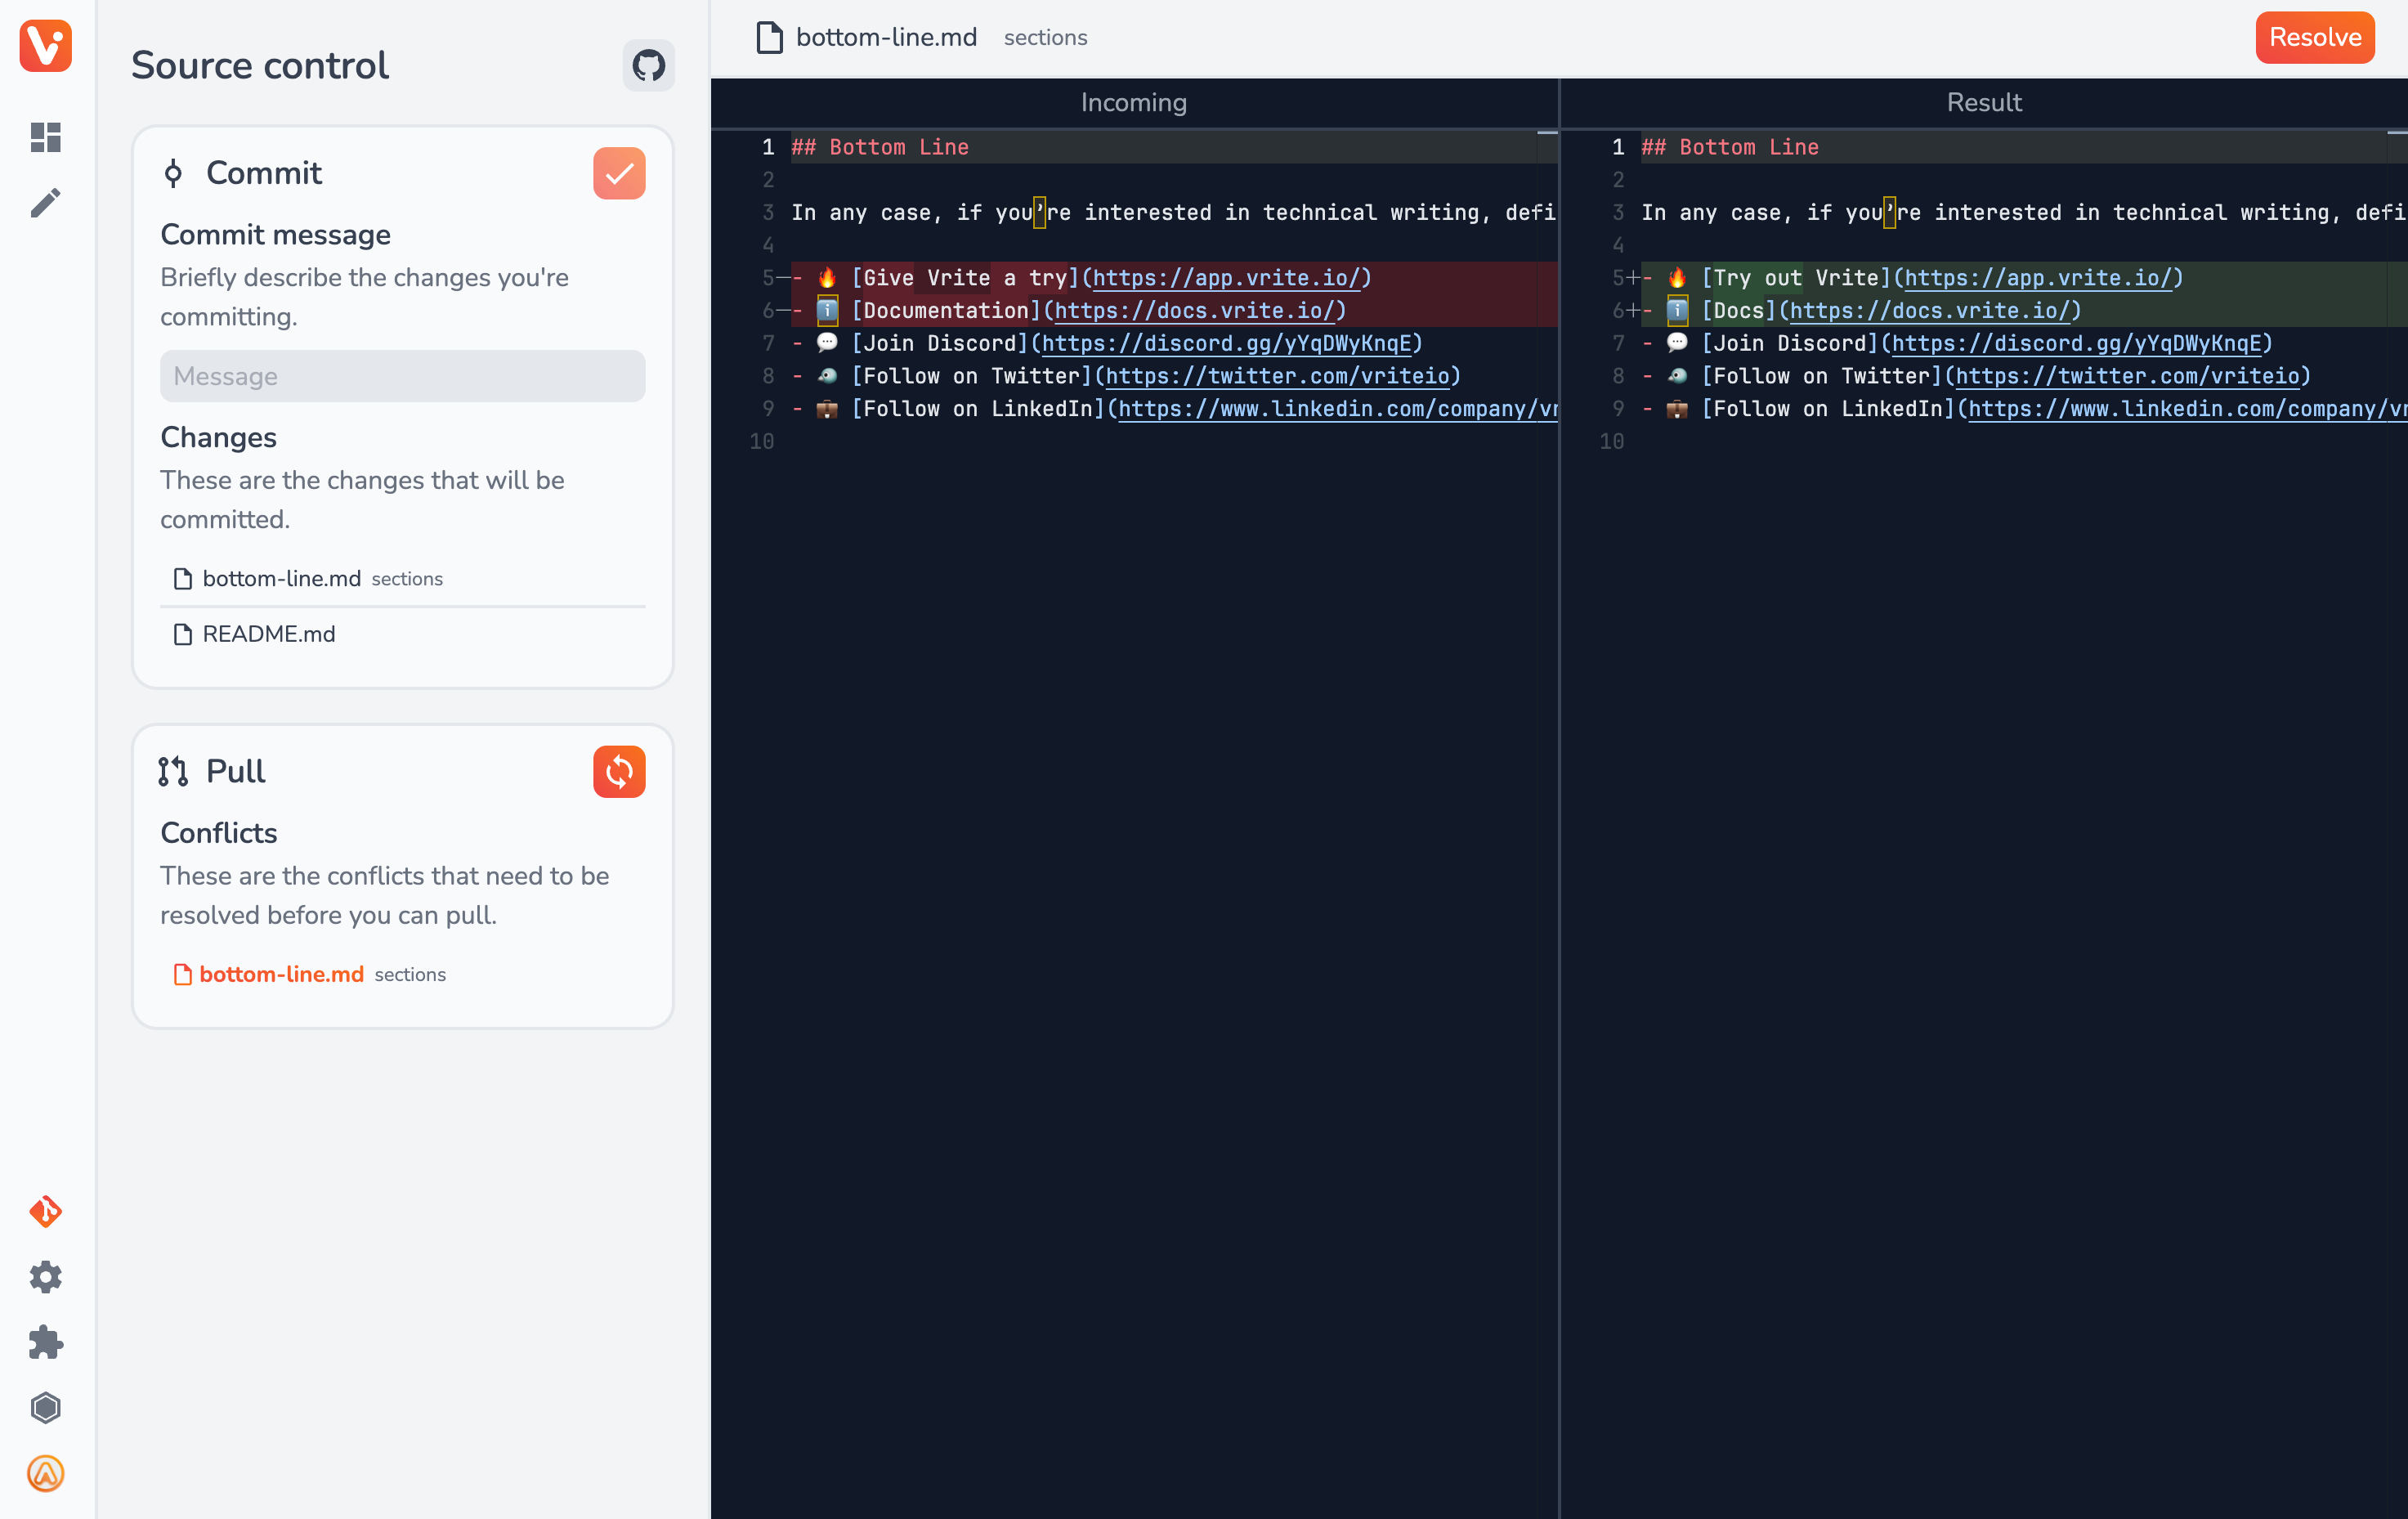 Source control
Commit
Commit message
Briefly describe the changes you're
committing.
Message
Changes
These are the changes that will be
committed.
bottom-line.md sections
README.md
Pull
Conflicts
These are the conflicts that need to be
resolved before you can pull.
bottom-line.md sections
bottom-line.md sections
Resolve
Incoming
1 ## Bottom Line
2
3 In any case, if you’re interested in technical writing, defi
4
5 - 🔥 [Give Vrite a try](https://app.vrite.io/)
6 - ℹ️ [Documentation](https://docs.vrite.io/)
7 - 💬 [Join Discord](https://discord.gg/yYqDWyKnqE)
8 - 🐦 [Follow on Twitter](https://twitter.com/vriteio)
9 - 💼 [Follow on LinkedIn](https://www.linkedin.com/company/vr
10
Result
1 ## Bottom Line
2
3 In any case, if you’re interested in technical writing, defi
4
5+ - 🔥 [Try out Vrite](https://app.vrite.io/)
6+ - ℹ️ [Docs](https://docs.vrite.io/)
7 - 💬 [Join Discord](https://discord.gg/yYqDWyKnqE)
8 - 🐦 [Follow on Twitter](https://twitter.com/vriteio)
9 - 💼 [Follow on LinkedIn](https://www.linkedin.com/company/vr
10